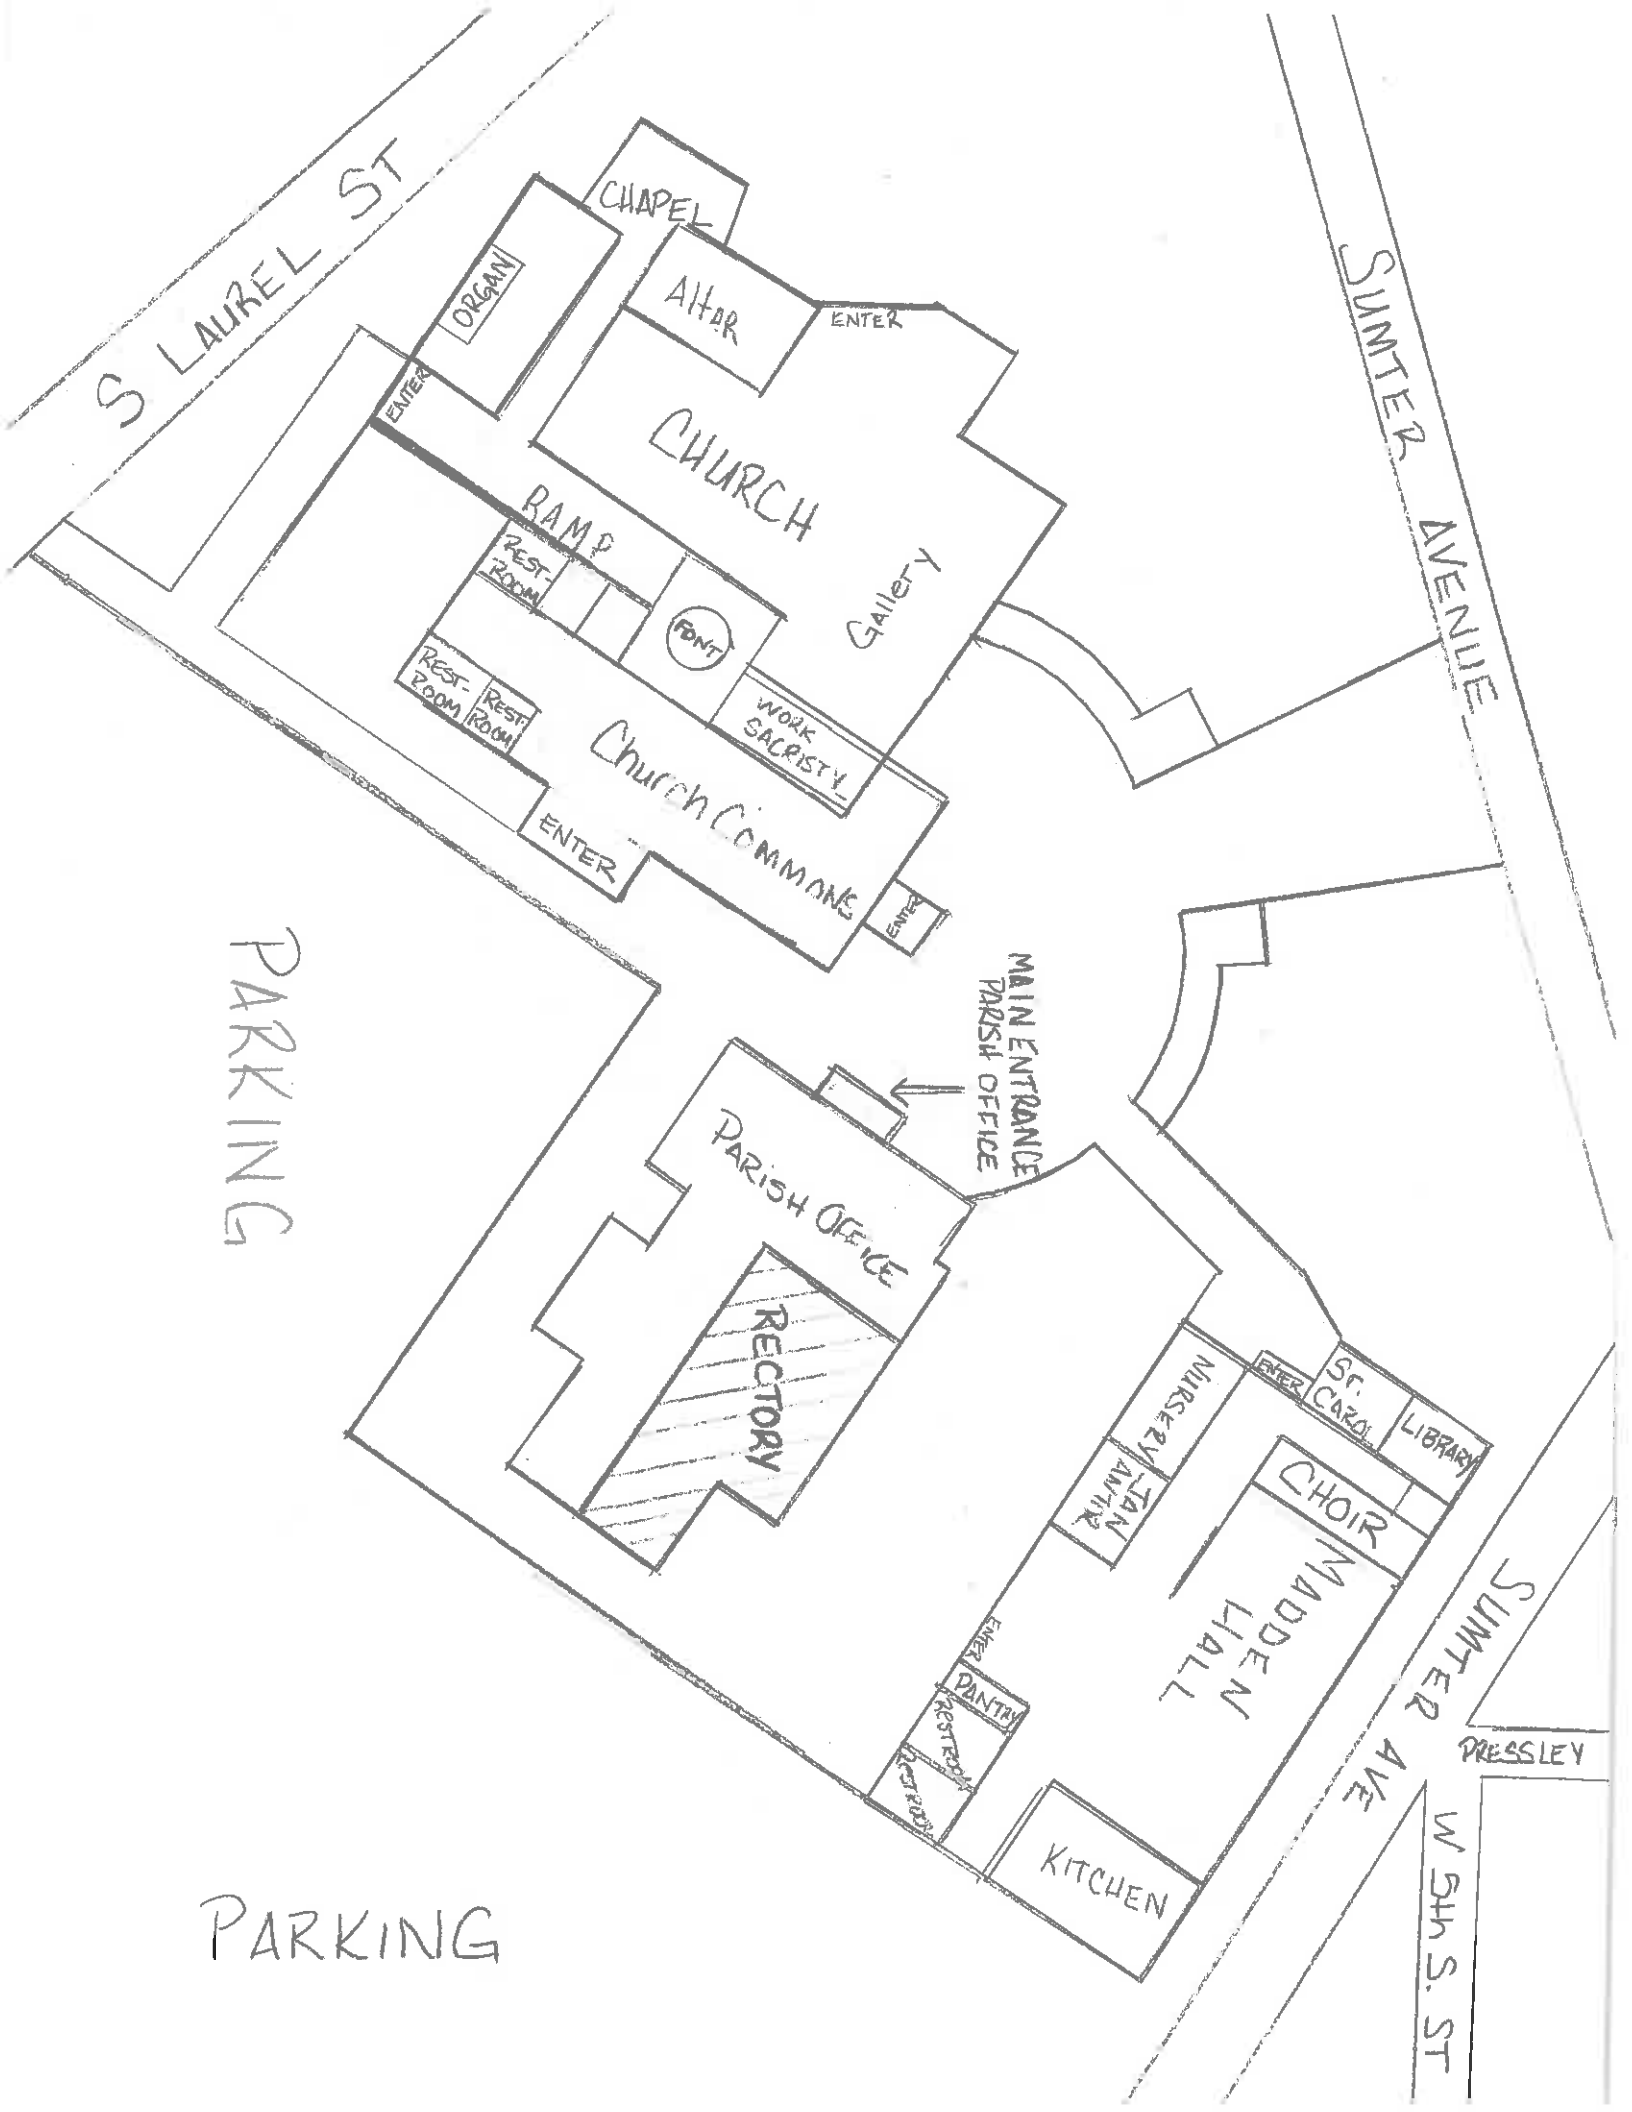 S LAUREL ST
SUMTER AVENUE
CHAPEL
ORGAN
AltaR
ENTER
ENTER
CHURCH
RAMP
REST-
ROOM
FONT
Gallery
REST-
ROOM
REST
ROOM
WORK
SACRISTY
Church Commons
ENTER
ENTER
PARKING
MAIN ENTRANCE
PARISH OFFICE
PARISH OFFICE
RECTORY
NURSERY
JAN
ITOR
ENTER
Sr.
CAROL
LIBRARY
CHOIR
MADDEN
HALL
ENTER
PANTRY
RESTROOM
RESTROOM
KITCHEN
SUMTER AVE
PRESSLEY
W 5th S. ST
PARKING